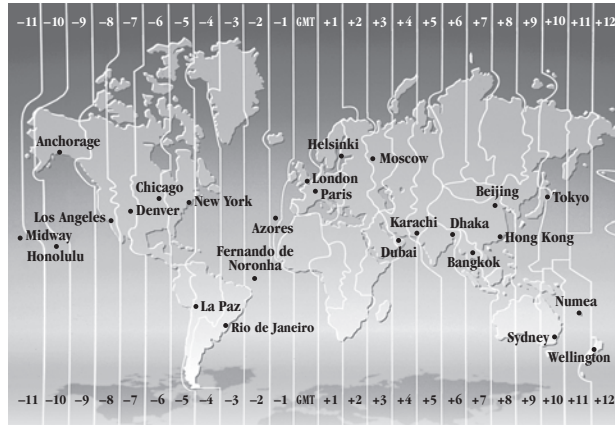 −11 −10 −9 −8 −7 −6 −5 −4 −3 −2 −1 GMT +1 +2 +3 +4 +5 +6 +7 +8 +9 +10 +11 +12
Anchorage
Helsinki
Moscow
London
Paris
Chicago
New York
Denver
Los Angeles
Beijing
Tokyo
Azores
Karachi
Dhaka
Midway
Honolulu
Hong Kong
Dubai
Fernando de
Noronha
Bangkok
La Paz
Numea
Rio de Janeiro
Sydney
Wellington
−11 −10 −9 −8 −7 −6 −5 −4 −3 −2 −1 GMT +1 +2 +3 +4 +5 +6 +7 +8 +9 +10 +11 +12